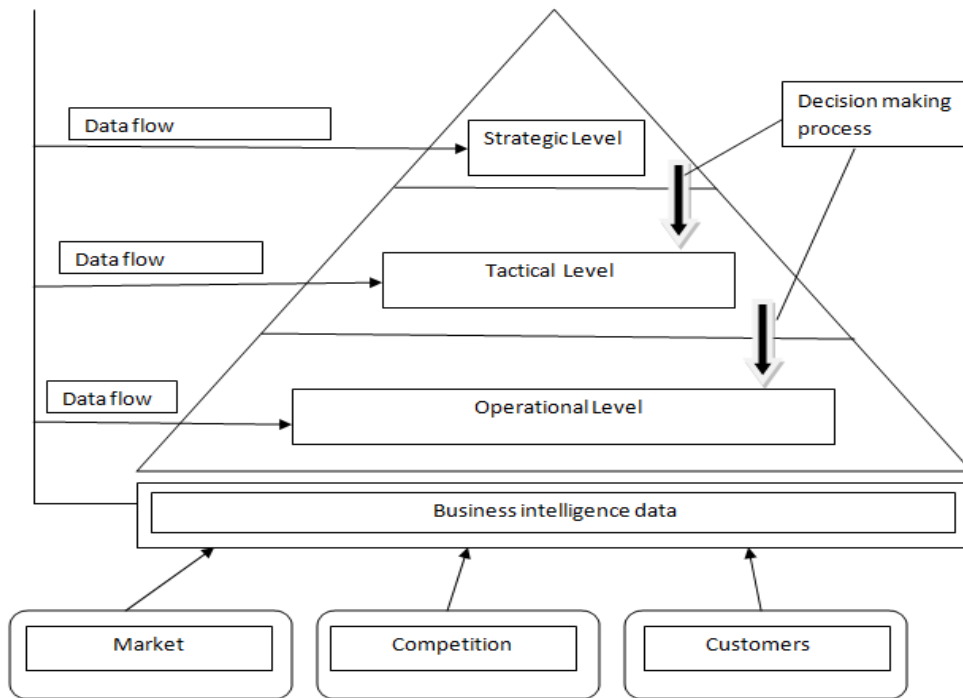 Decision making
process
Data flow
Strategic Level
Data flow
Tactical Level
Data flow
Operational Level
Business intelligence data
Market
Competition
Customers